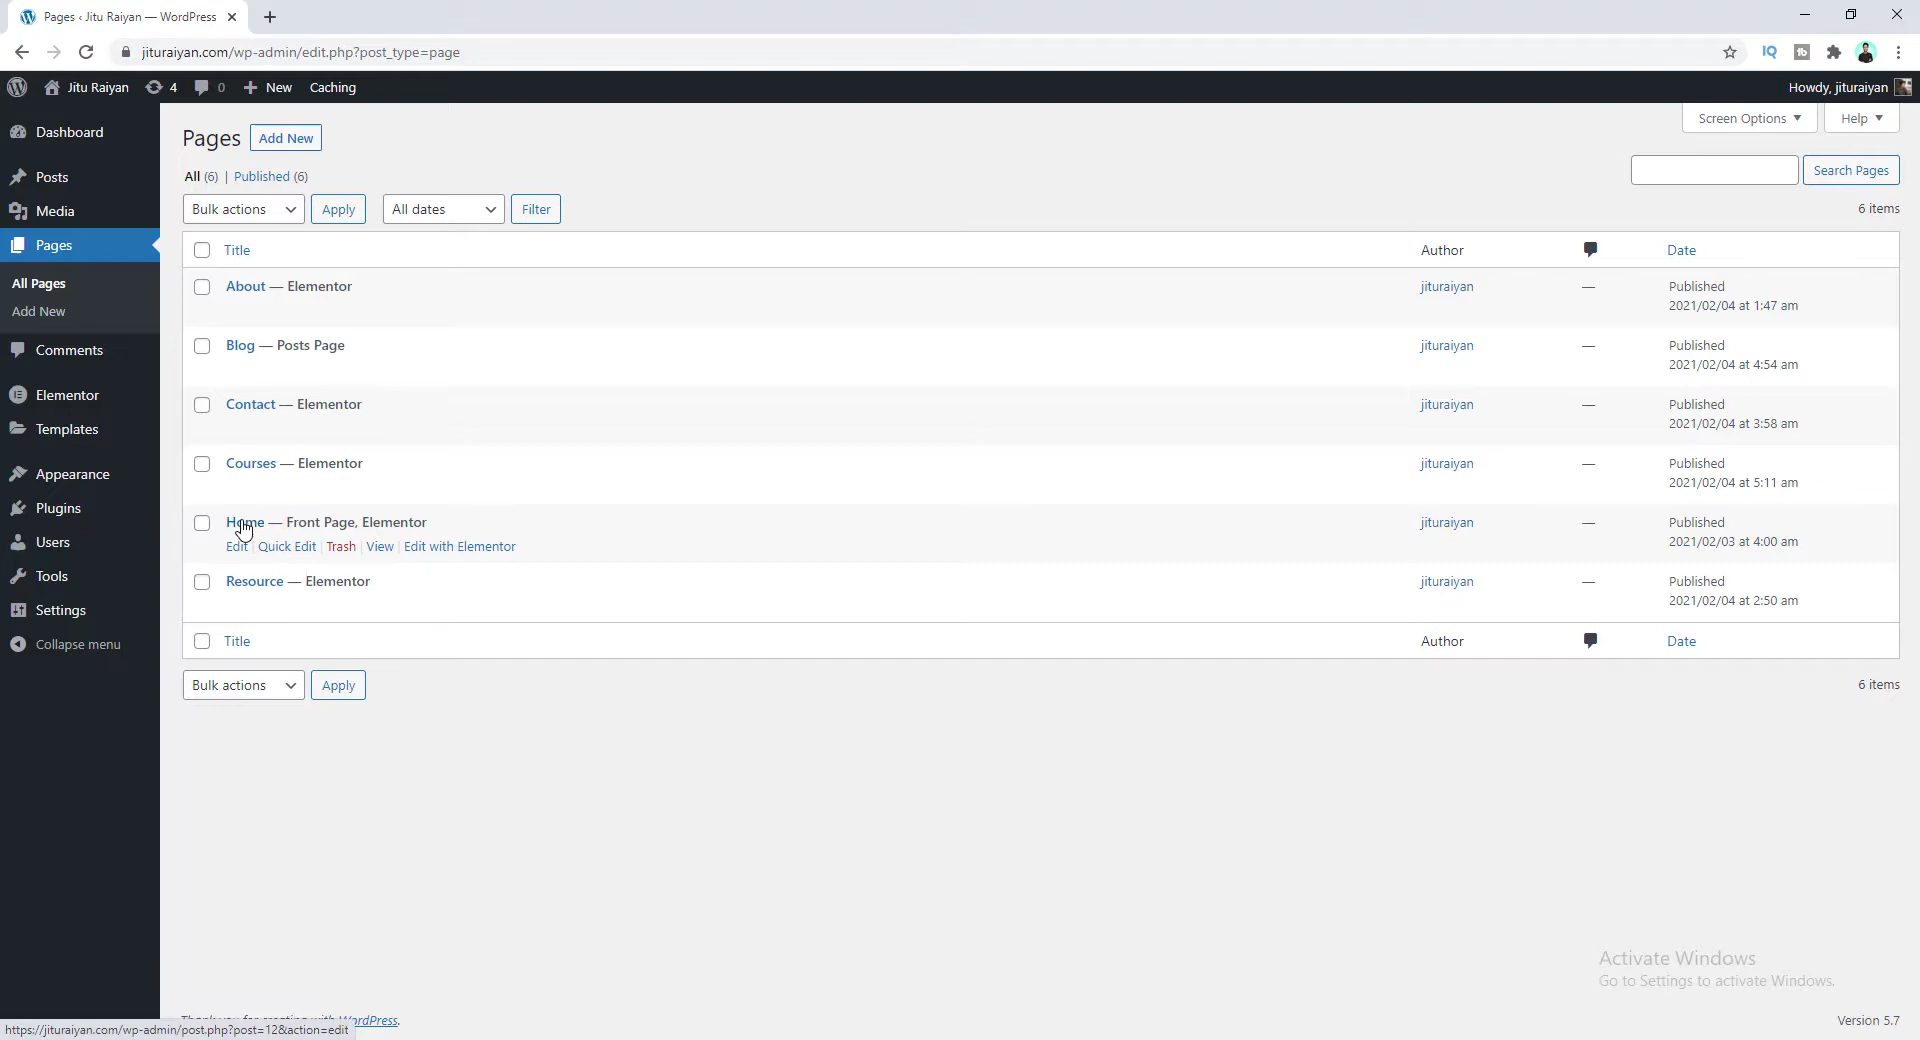 Pages ‹ Jitu Raiyan — WordPress
jituraiyan.com/wp-admin/edit.php?post_type=page
Jitu Raiyan 4 0 New Caching Howdy, jituraiyan
Dashboard
Posts
Media
Pages
All Pages
Add New
Comments
Elementor
Templates
Appearance
Plugins
Users
Tools
Settings
Collapse menu
Screen Options Help
Pages Add New
All (6) | Published (6)
Search Pages
Bulk actions Apply All dates Filter 6 items
Title Author Date
About — Elementor jituraiyan — Published
2021/02/04 at 1:47 am
Blog — Posts Page jituraiyan — Published
2021/02/04 at 4:54 am
Contact — Elementor jituraiyan — Published
2021/02/04 at 3:58 am
Courses — Elementor jituraiyan — Published
2021/02/04 at 5:11 am
Home — Front Page, Elementor jituraiyan — Published
Edit | Quick Edit | Trash | View | Edit with Elementor 2021/02/03 at 4:00 am
Resource — Elementor jituraiyan — Published
2021/02/04 at 2:50 am
Title Author Date
Bulk actions Apply 6 items
Activate Windows
Go to Settings to activate Windows.
Thank you for creating with WordPress. Version 5.7
https://jituraiyan.com/wp-admin/post.php?post=12&action=edit